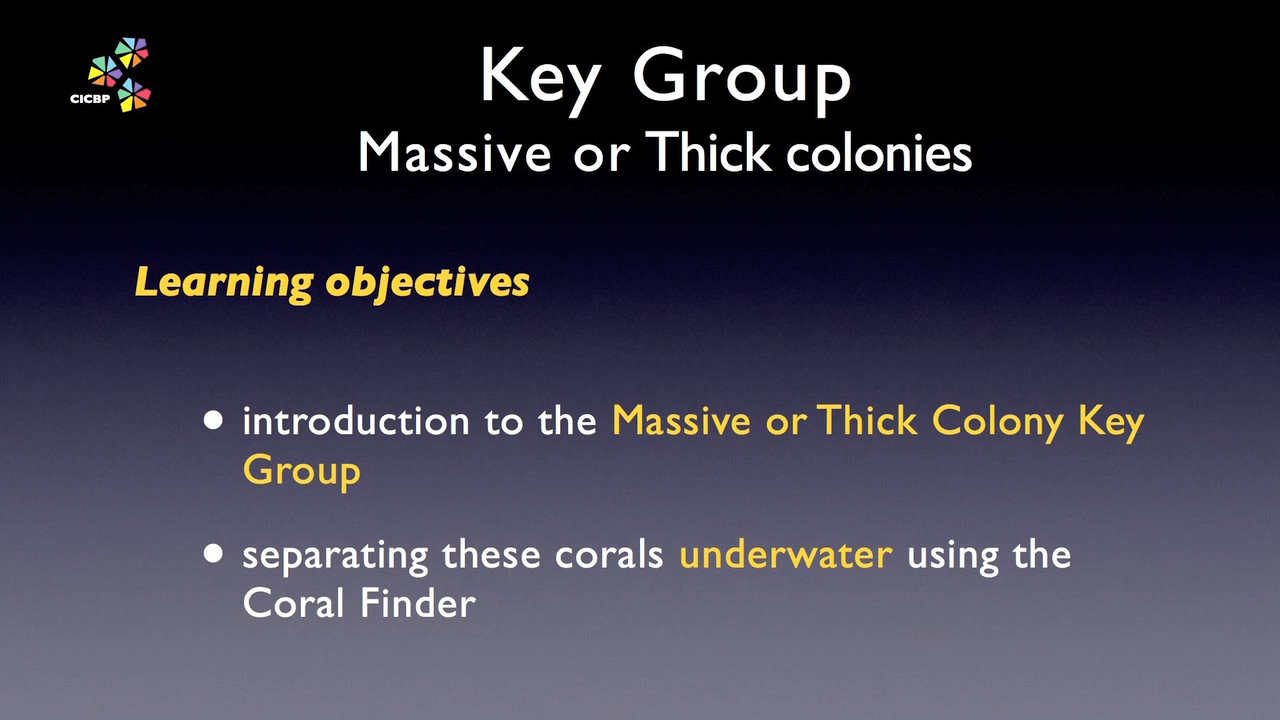 CICBP
Key Group
Massive or Thick colonies
Learning objectives
• introduction to the Massive or Thick Colony Key
Group
• separating these corals underwater using the
Coral Finder